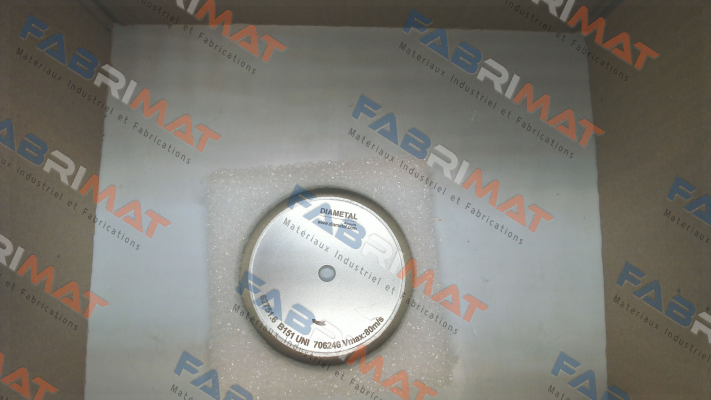 FABRIMAT
Materiaux Industriel et Fabrications
DIAMETAL
www.diametal.com
B151 UNI 706246 Vmax:80m/s